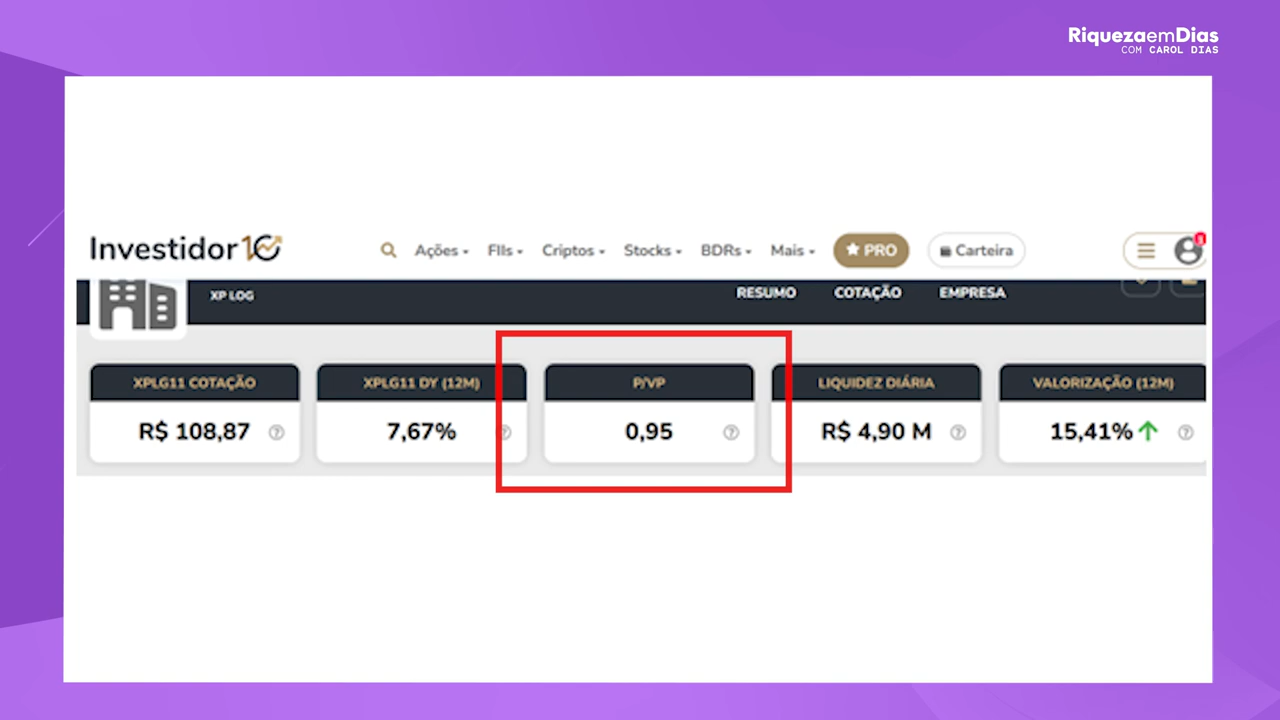 RiquezaemDias
COM CAROL DIAS
Investidor10
Ações
FIIs
Criptos
Stocks
BDRs
Mais
PRO
Carteira
XP LOG
RESUMO
COTAÇÃO
EMPRESA
XPLG11 COTAÇÃO
R$ 108,87
XPLG11 DY (12M)
7,67%
P/VP
0,95
LIQUIDEZ DIÁRIA
R$ 4,90 M
VALORIZAÇÃO (12M)
15,41%